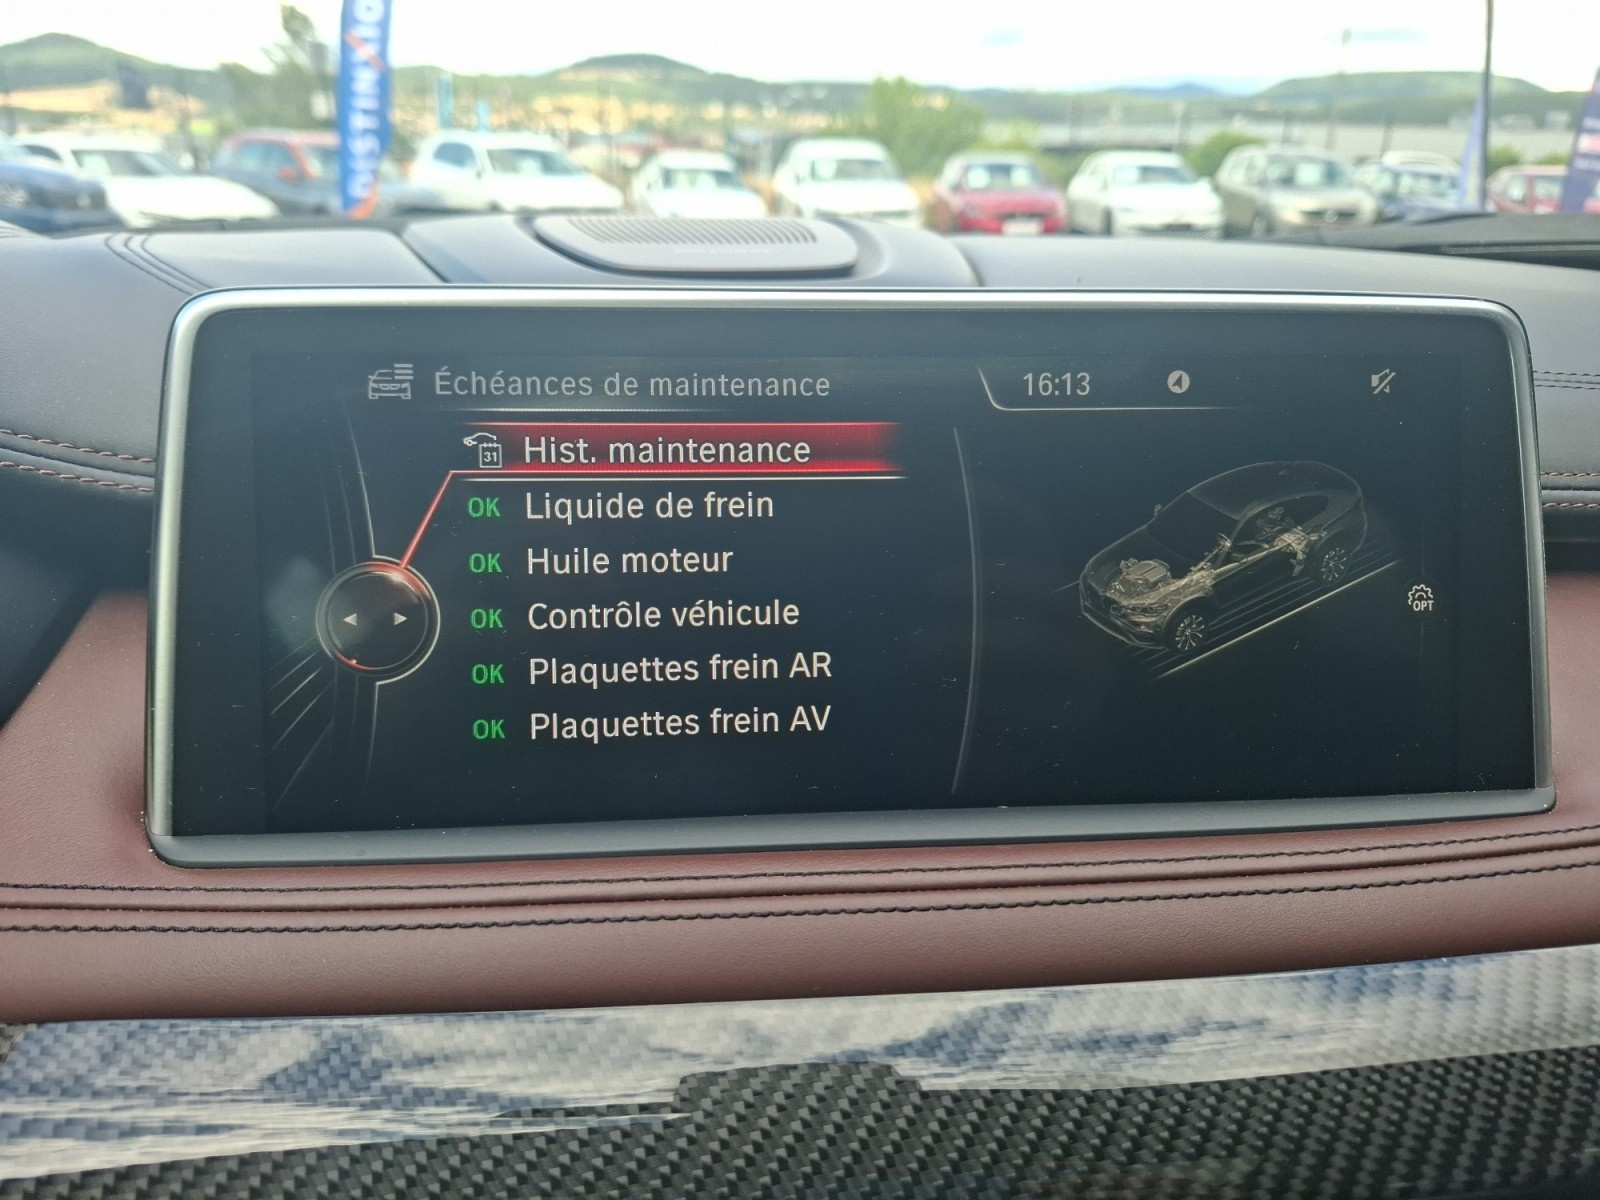 DESTINXION
Échéances de maintenance
16:13
31 Hist. maintenance
OK Liquide de frein
OK Huile moteur
OK Contrôle véhicule
OK Plaquettes frein AR
OK Plaquettes frein AV
OPT